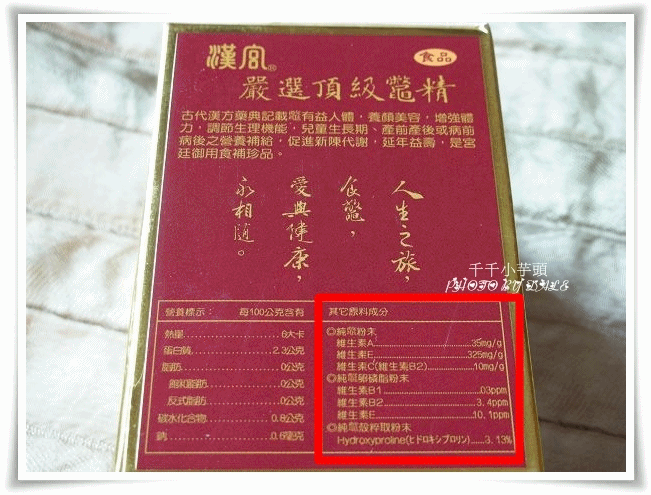 漢宮®
食品
嚴選頂級鱉精
古代漢方藥典記載鱉有益人體，養顏美容，增強體
力，調節生理機能，兒童生長期、產前產後或病前
病後之營養補給，促進新陳代謝，延年益壽，是宮
廷御用食補珍品。
人生之旅，
食鱉，
愛與健康，
永相隨。
千千小芋頭
營養標示： 每100公克含有
熱量......6大卡
蛋白質......2.3公克
脂肪......0公克
飽和脂肪......0公克
反式脂肪......0公克
碳水化合物......0.8公克
鈉......0.6毫克
其它原料成分
◎純鱉粉末
維生素A......35mg/g
維生素E......325mg/g
維生素C(維生素B2)......10mg/g
◎純鱉卵磷脂粉末
維生素B1......03ppm
維生素B2......3.4ppm
維生素E......10.1ppm
◎純鱉殼粹取粉末
Hydroxyproline(ヒドロキシプロリン)......3.13%